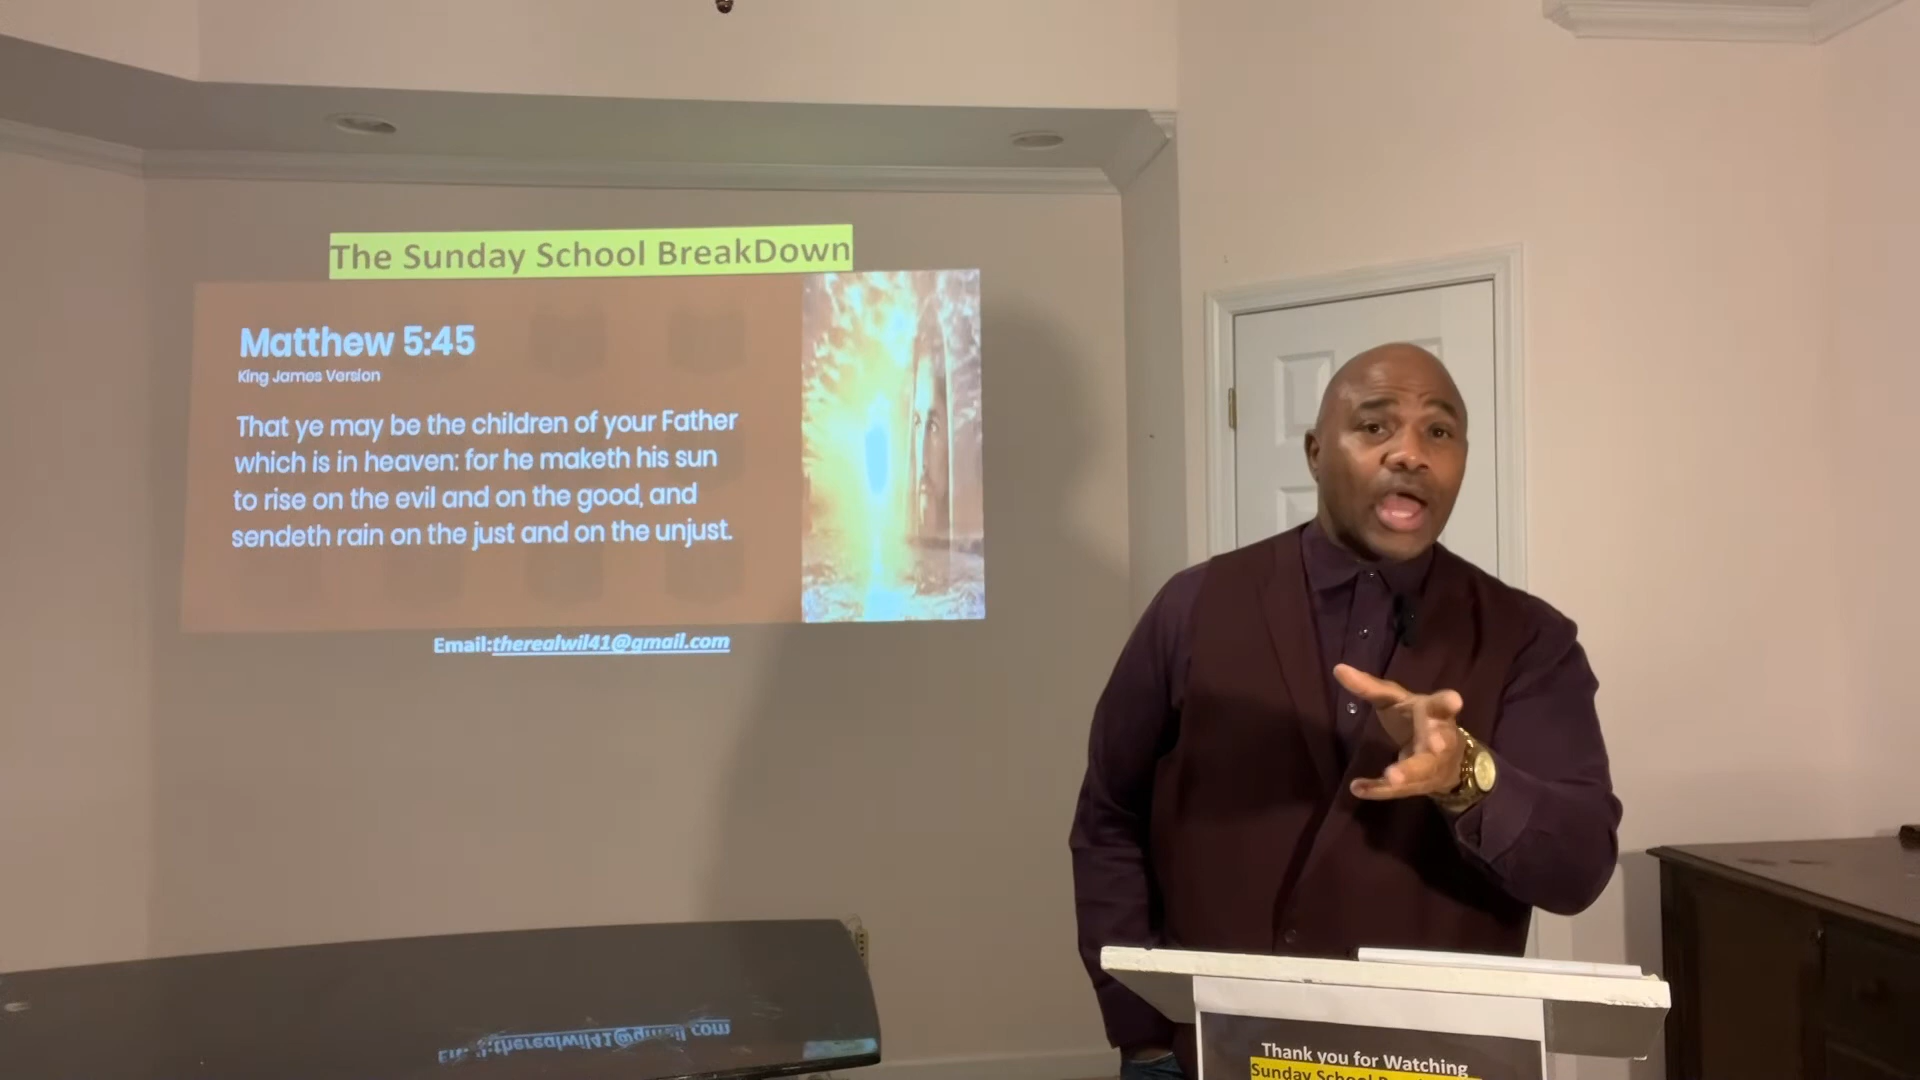 The Sunday School BreakDown
Matthew 5:45
King James Version
That ye may be the children of your Father
which is in heaven: for he maketh his sun
to rise on the evil and on the good, and
sendeth rain on the just and on the unjust.
Email:therealwil41@gmail.com
Thank you for Watching
Sunday School